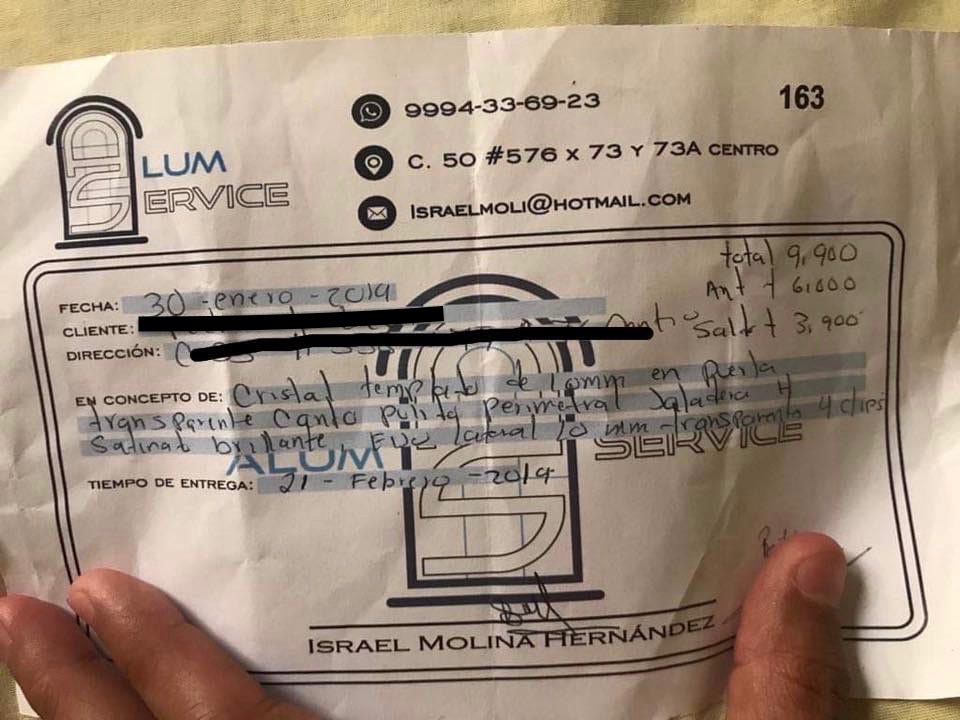 9994-33-69-23
163
ALUM
C. 50 #576 x 73 Y 73A CENTRO
SERVICE
ISRAELMOLI@HOTMAIL.COM
total 9,900
FECHA: 30 - enero - 2019
Ant + 6,000
CLIENTE:
Sald + 3,900
DIRECCIÓN:
EN CONCEPTO DE: Cristal templado de 10mm en Puerta
transparente Canto pulido perimetral Jaladera H
Satinat brillante, Fijo lateral 10 mm transparente 4 clips
ALUM SERVICE
TIEMPO DE ENTREGA: 21 - Febrero - 2019
ISRAEL MOLINA HERNÁNDEZ